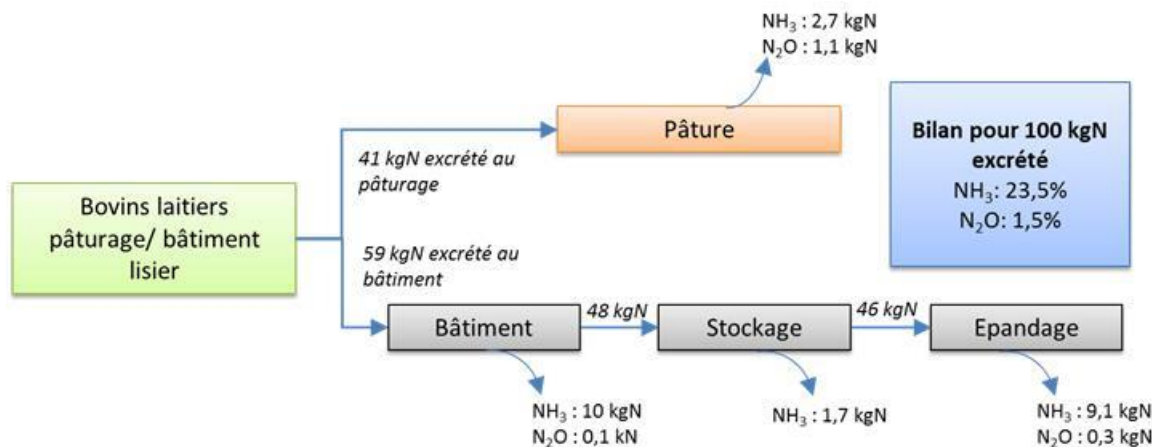 NH₃ : 2,7 kgN
N₂O : 1,1 kgN
Pâture
41 kgN excrété au
pâturage
Bilan pour 100 kgN
excrété
NH₃: 23,5%
N₂O: 1,5%
Bovins laitiers
pâturage/ bâtiment
lisier
59 kgN excrété au
bâtiment
Bâtiment
48 kgN
Stockage
46 kgN
Epandage
NH₃ : 10 kgN
N₂O : 0,1 kN
NH₃ : 1,7 kgN
NH₃ : 9,1 kgN
N₂O : 0,3 kgN